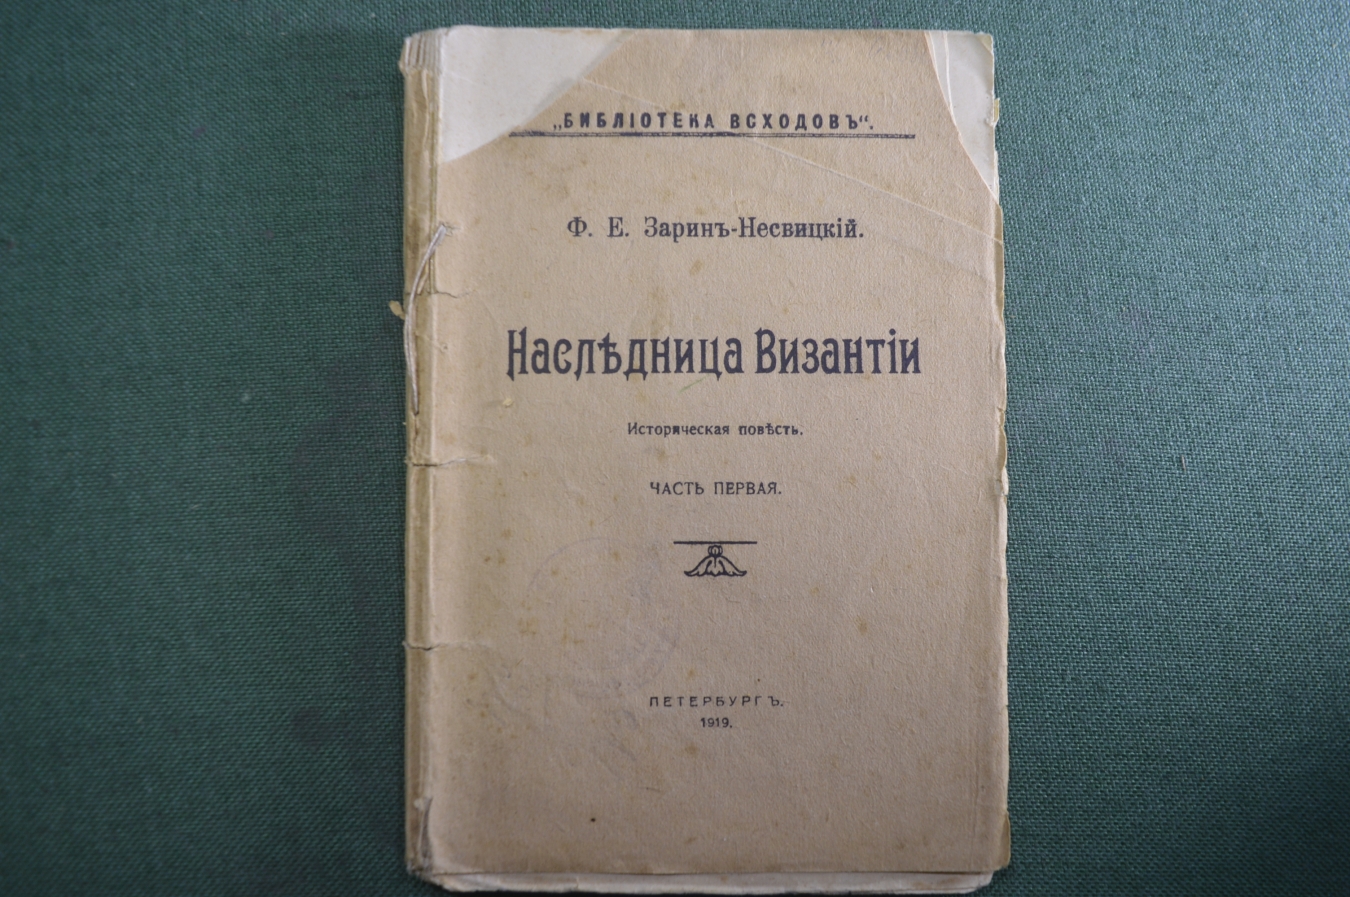 „БИБЛІОТЕКА ВСХОДОВЪ“.
Ф. Е. Заринъ-Несвицкій.
Наслѣдница Византіи
Историческая повѣсть.
ЧАСТЬ ПЕРВАЯ.
ПЕТЕРБУРГЪ.
1919.